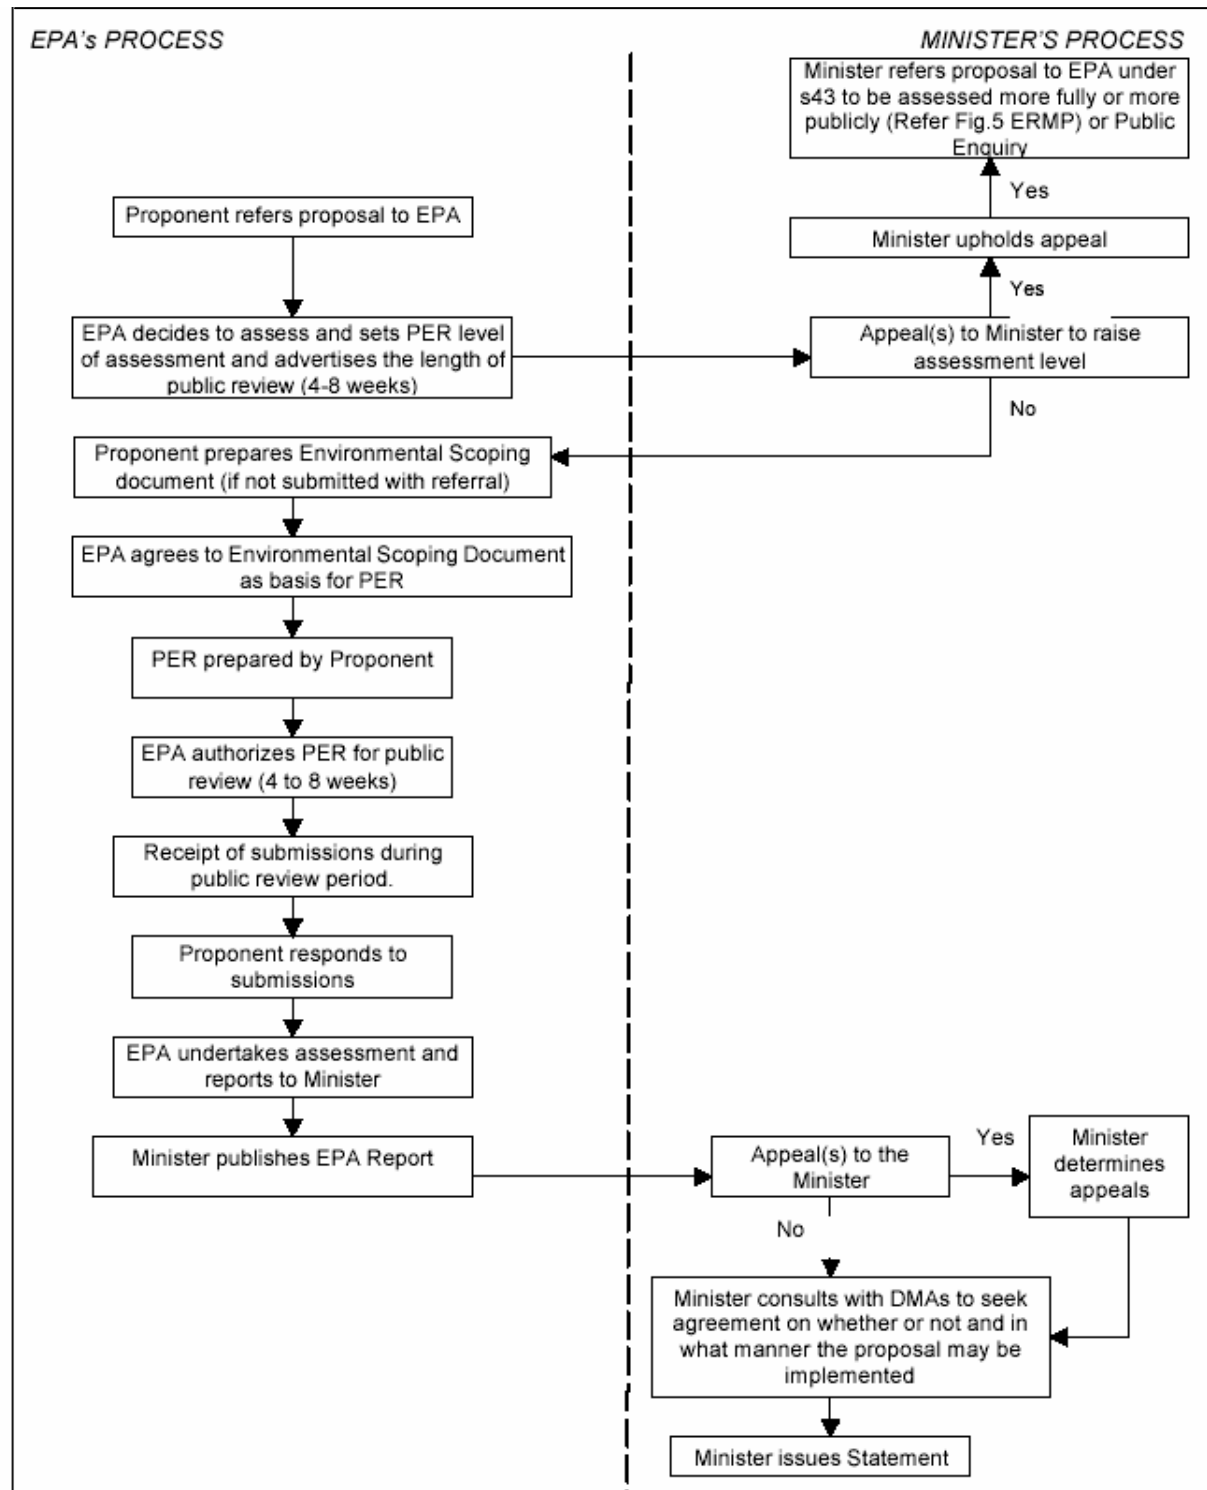 EPA's PROCESS
MINISTER'S PROCESS
Minister refers proposal to EPA under
s43 to be assessed more fully or more
publicly (Refer Fig.5 ERMP) or Public
Enquiry
Yes
Proponent refers proposal to EPA
Minister upholds appeal
Yes
EPA decides to assess and sets PER level
of assessment and advertises the length of
public review (4-8 weeks)
Appeal(s) to Minister to raise
assessment level
No
Proponent prepares Environmental Scoping
document (if not submitted with referral)
EPA agrees to Environmental Scoping Document
as basis for PER
PER prepared by Proponent
EPA authorizes PER for public
review (4 to 8 weeks)
Receipt of submissions during
public review period.
Proponent responds to
submissions
EPA undertakes assessment and
reports to Minister
Minister publishes EPA Report
Appeal(s) to the
Minister
Yes
Minister
determines
appeals
No
Minister consults with DMAs to seek
agreement on whether or not and in
what manner the proposal may be
implemented
Minister issues Statement